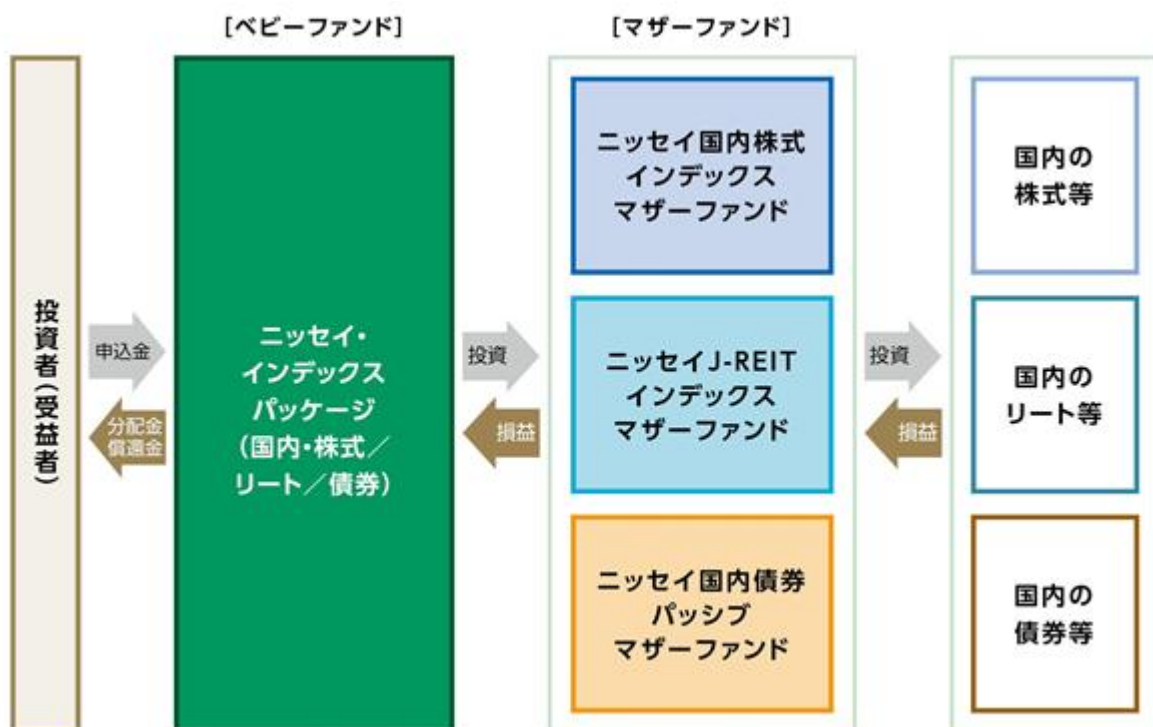 [ベビーファンド]
[マザーファンド]
投資者(受益者)
申込金
分配金
償還金
ニッセイ・
インデックス
パッケージ
(国内・株式／
リート／債券)
投資
損益
ニッセイ国内株式
インデックス
マザーファンド
ニッセイJ-REIT
インデックス
マザーファンド
ニッセイ国内債券
パッシブ
マザーファンド
投資
損益
国内の
株式等
国内の
リート等
国内の
債券等